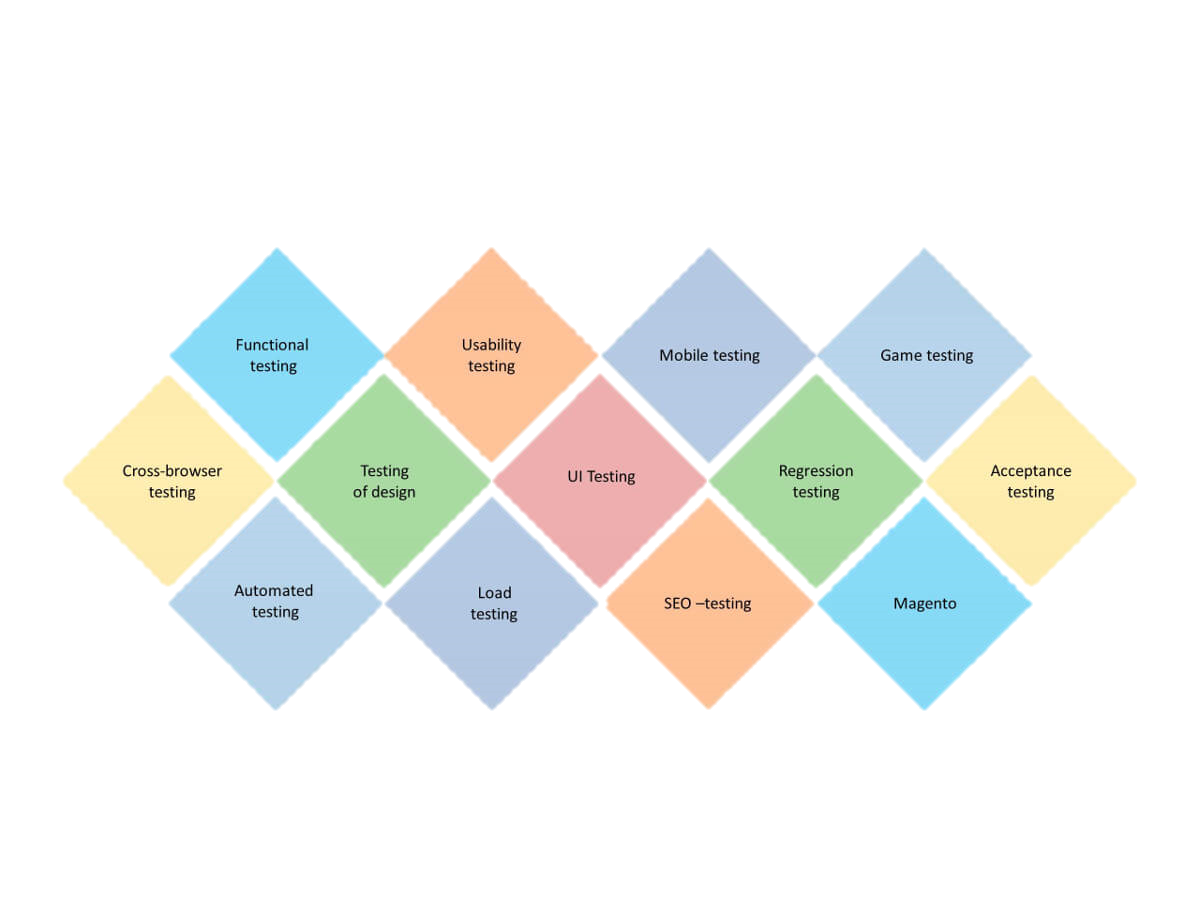 Functional
testing
Usability
testing
Mobile testing
Game testing
Cross-browser
testing
Testing
of design
UI Testing
Regression
testing
Acceptance
testing
Automated
testing
Load
testing
SEO –testing
Magento